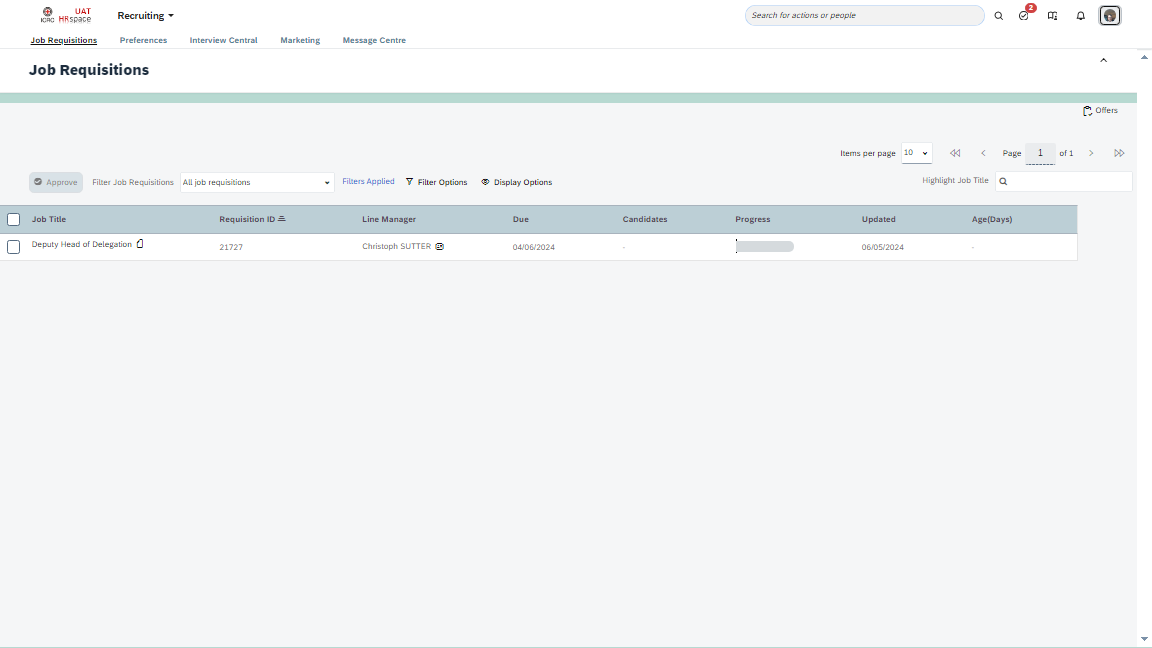 ICRC UAT HRspace
Recruiting
Search for actions or people
2
Job Requisitions Preferences Interview Central Marketing Message Centre
Job Requisitions
Offers
Items per page 10 Page 1 of 1
Approve Filter Job Requisitions All job requisitions Filters Applied Filter Options Display Options Highlight Job Title
Job Title Requisition ID Line Manager Due Candidates Progress Updated Age(Days)
Deputy Head of Delegation 21727 Christoph SUTTER 04/06/2024 - 06/05/2024 -